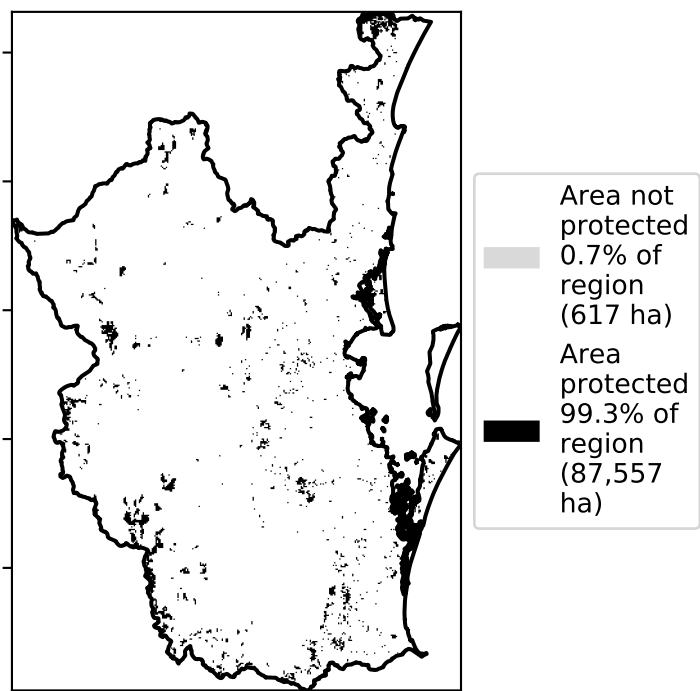 Area not
protected
0.7% of
region
(617 ha)
Area
protected
99.3% of
region
(87,557
ha)